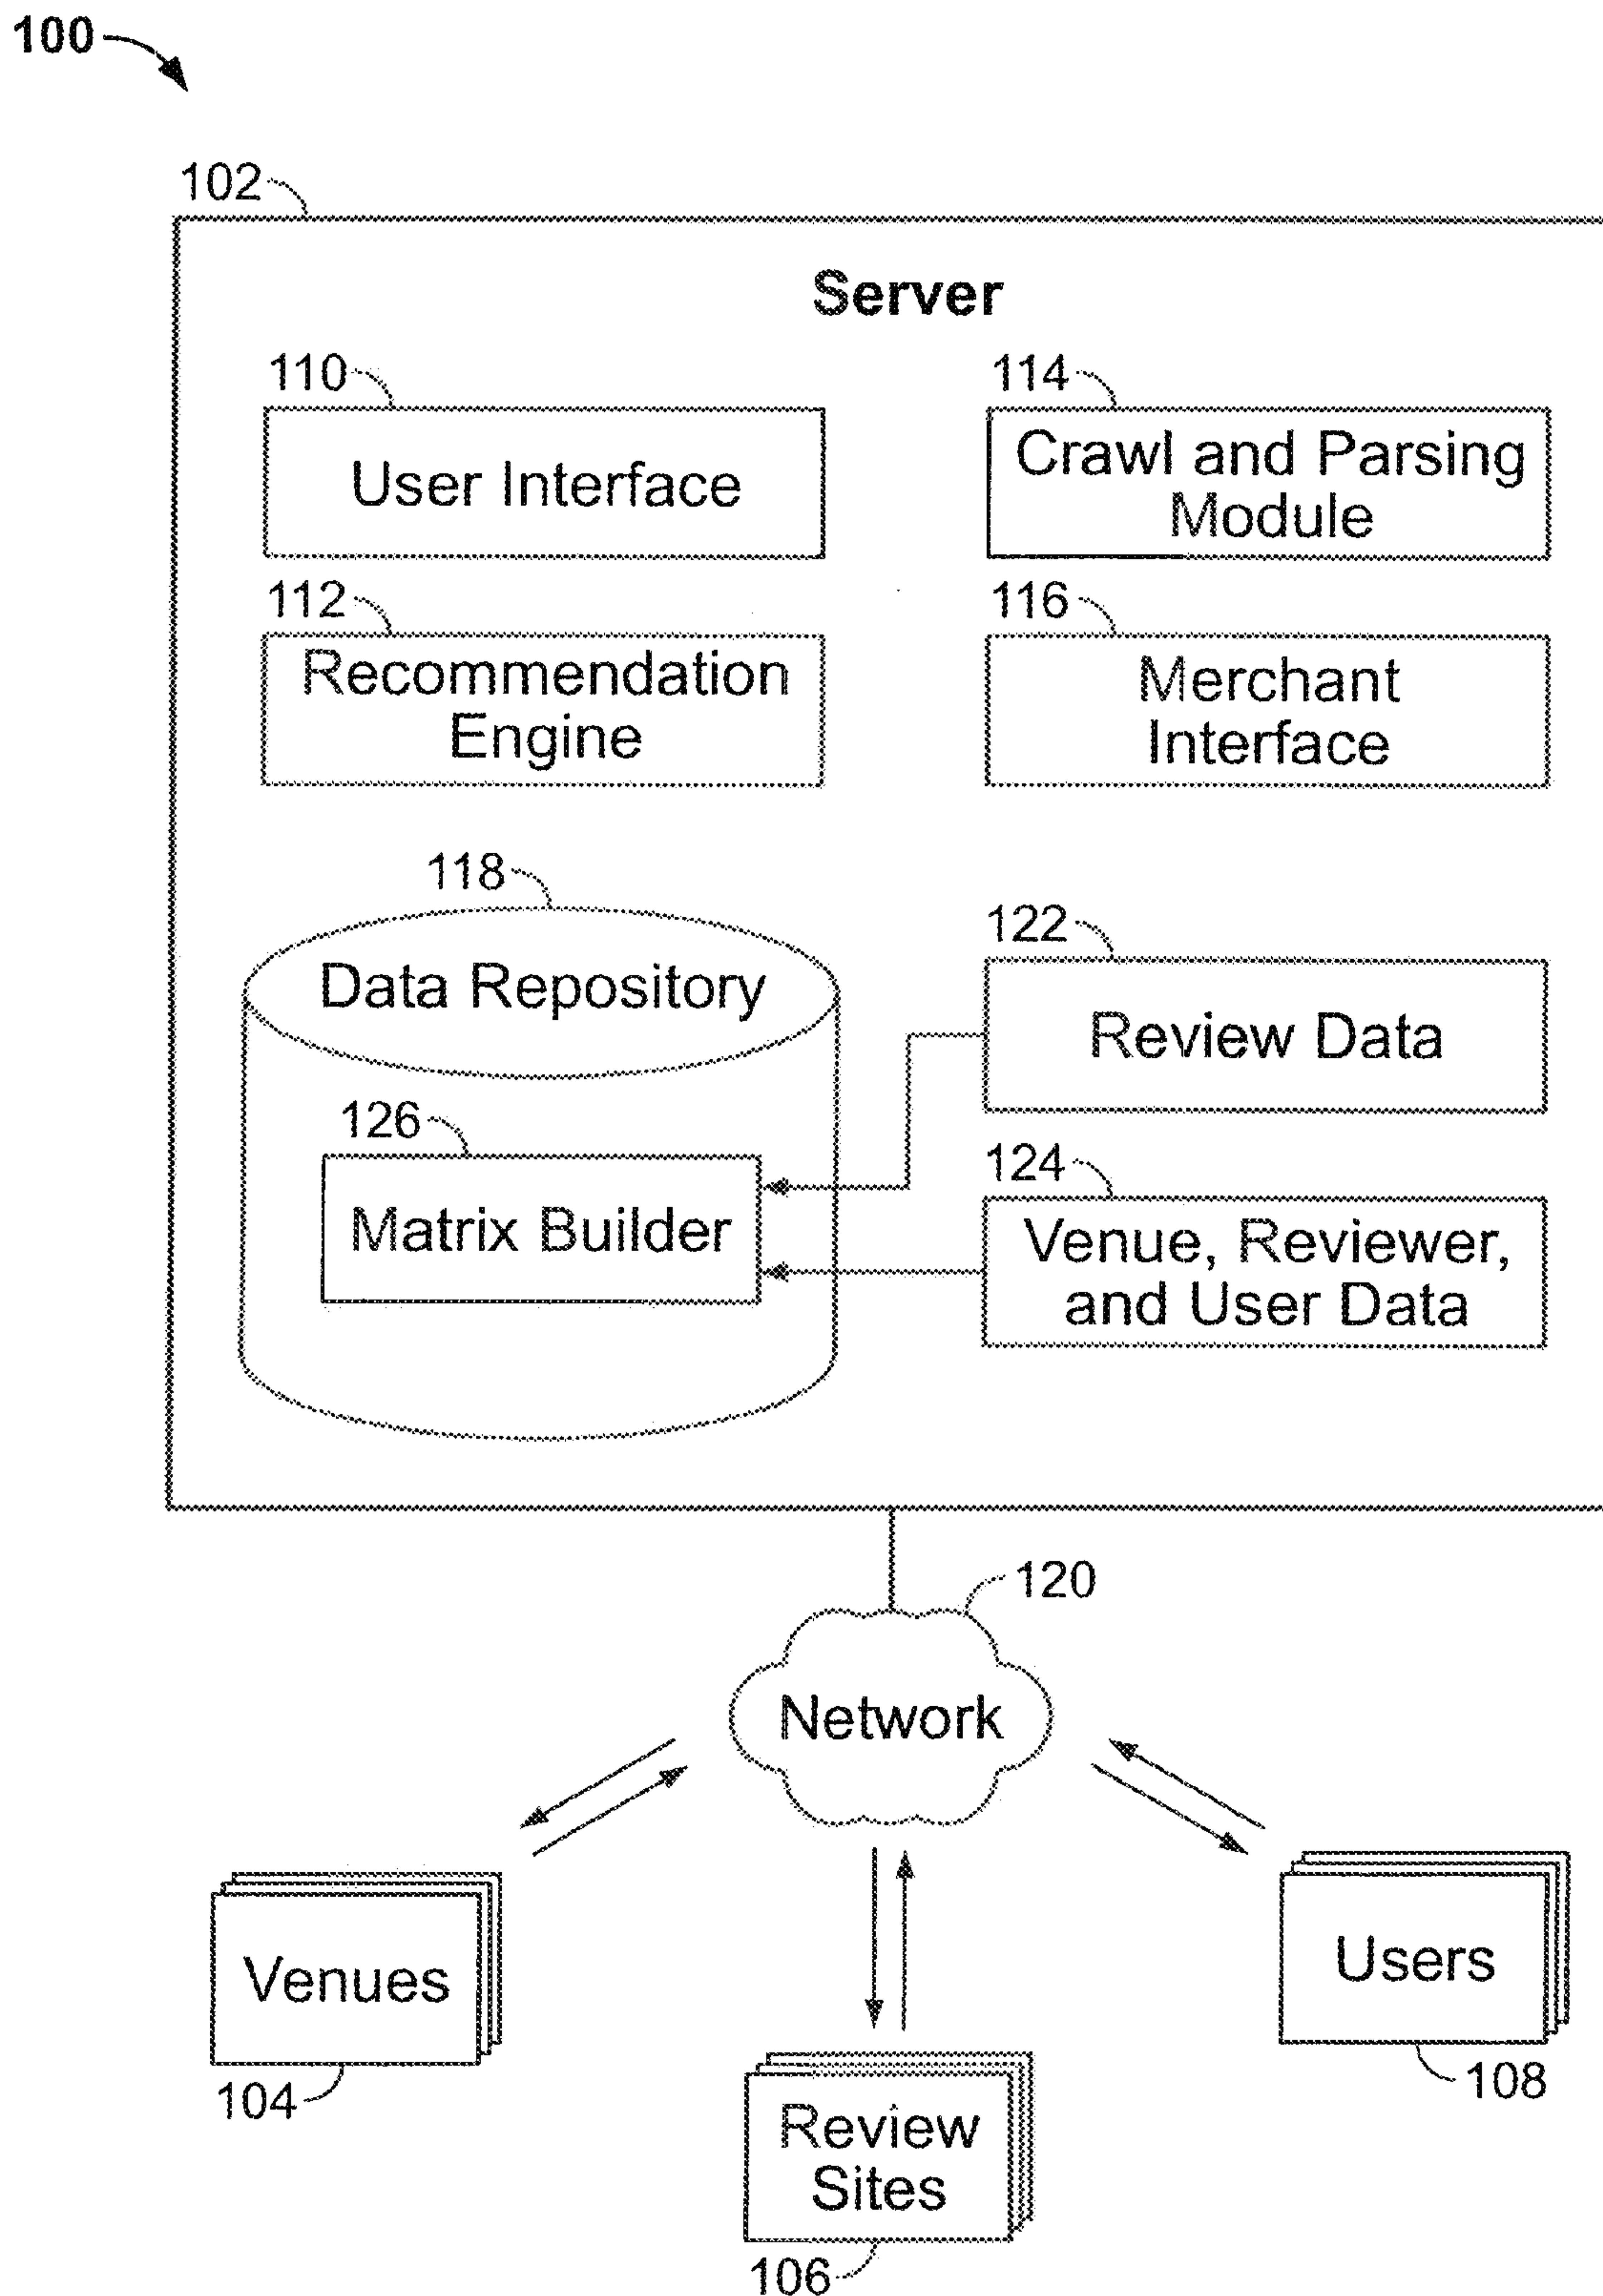 100
102
Server
110
User Interface
114
Crawl and Parsing
Module
112
Recommendation
Engine
116
Merchant
Interface
118
Data Repository
122
Review Data
126
Matrix Builder
124
Venue, Reviewer,
and User Data
120
Network
Venues
104
Review
Sites
106
Users
108